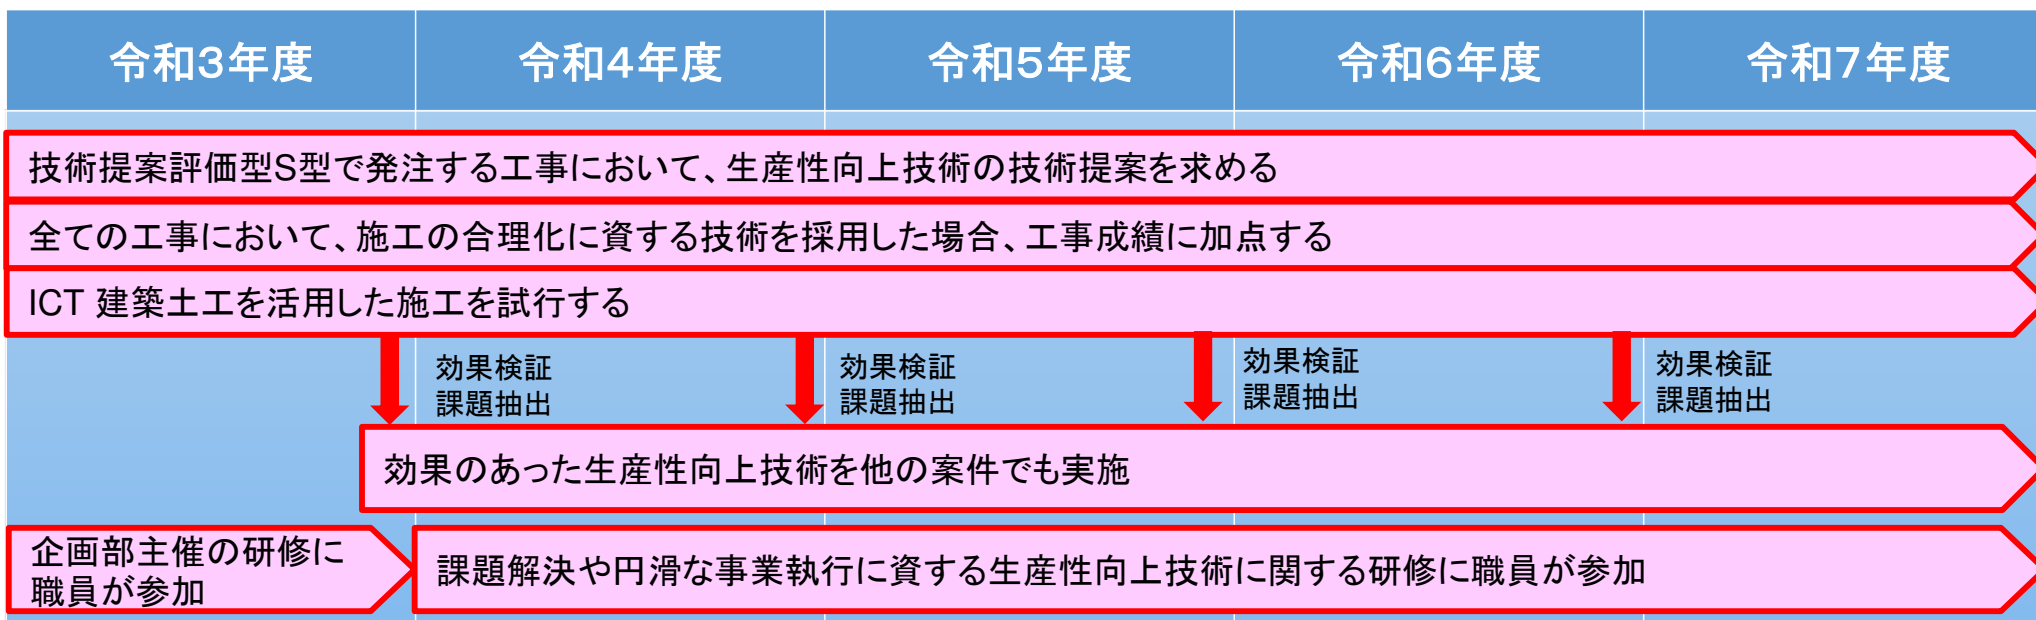 令和3年度
令和4年度
令和5年度
令和6年度
令和7年度
技術提案評価型S型で発注する工事において、生産性向上技術の技術提案を求める
全ての工事において、施工の合理化に資する技術を採用した場合、工事成績に加点する
ICT 建築土工を活用した施工を試行する
効果検証
課題抽出
効果検証
課題抽出
効果検証
課題抽出
効果検証
課題抽出
効果のあった生産性向上技術を他の案件でも実施
企画部主催の研修に
職員が参加
課題解決や円滑な事業執行に資する生産性向上技術に関する研修に職員が参加